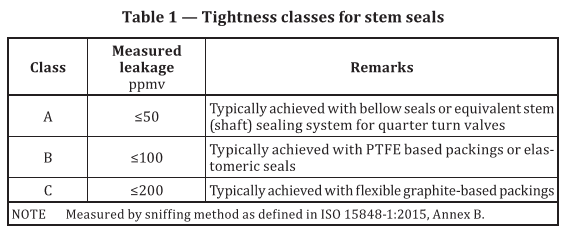 Table 1 — Tightness classes for stem seals
Class
Measured
leakage
ppmv
Remarks
A
≤50
Typically achieved with bellow seals or equivalent stem
(shaft) sealing system for quarter turn valves
B
≤100
Typically achieved with PTFE based packings or elas-
tomeric seals
C
≤200
Typically achieved with flexible graphite-based packings
NOTE Measured by sniffing method as defined in ISO 15848-1:2015, Annex B.